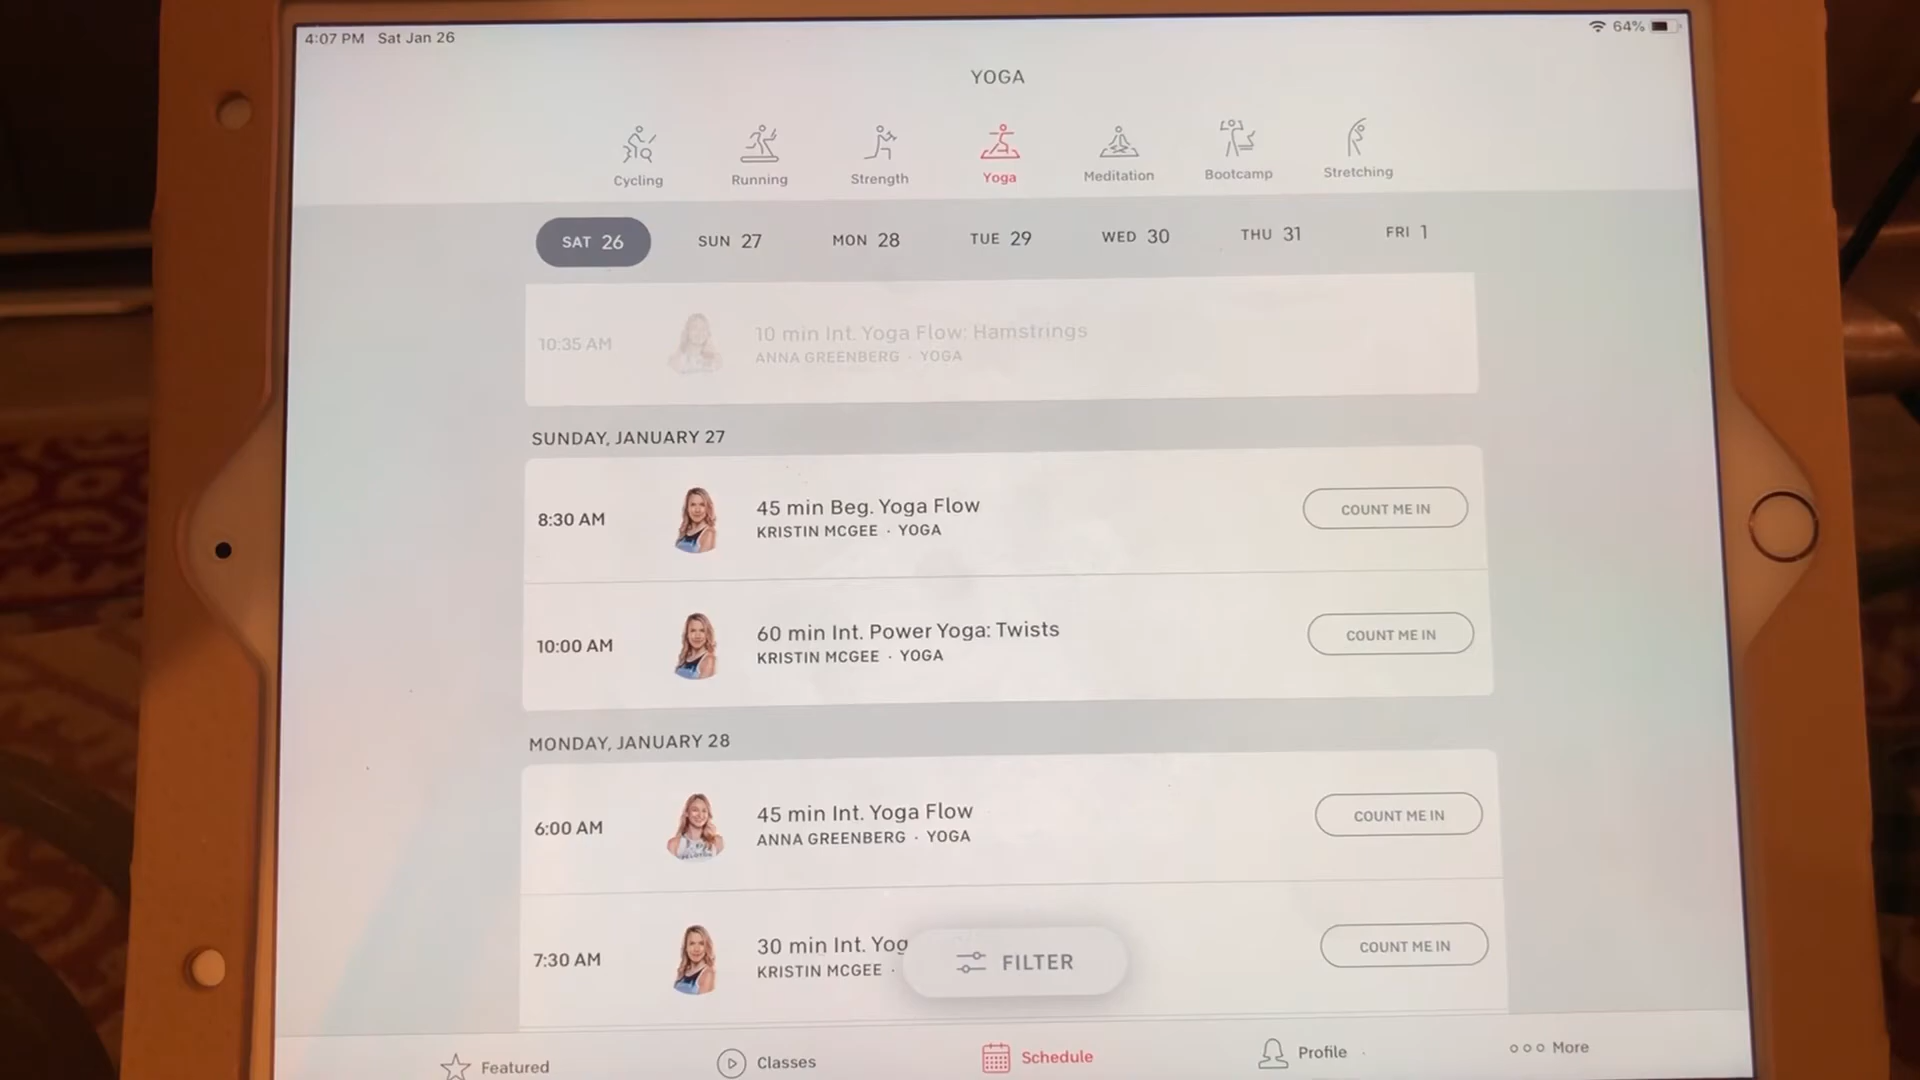 4:07 PM Sat Jan 26
64%
YOGA
Cycling
Running
Strength
Yoga
Meditation
Bootcamp
Stretching
SAT 26
SUN 27
MON 28
TUE 29
WED 30
THU 31
FRI 1
10:35 AM
10 min Int. Yoga Flow: Hamstrings
ANNA GREENBERG · YOGA
SUNDAY, JANUARY 27
8:30 AM
45 min Beg. Yoga Flow
KRISTIN MCGEE · YOGA
COUNT ME IN
10:00 AM
60 min Int. Power Yoga: Twists
KRISTIN MCGEE · YOGA
COUNT ME IN
MONDAY, JANUARY 28
6:00 AM
45 min Int. Yoga Flow
ANNA GREENBERG · YOGA
COUNT ME IN
7:30 AM
30 min Int. Yog
KRISTIN MCGEE ·
COUNT ME IN
FILTER
Featured
Classes
Schedule
Profile
More